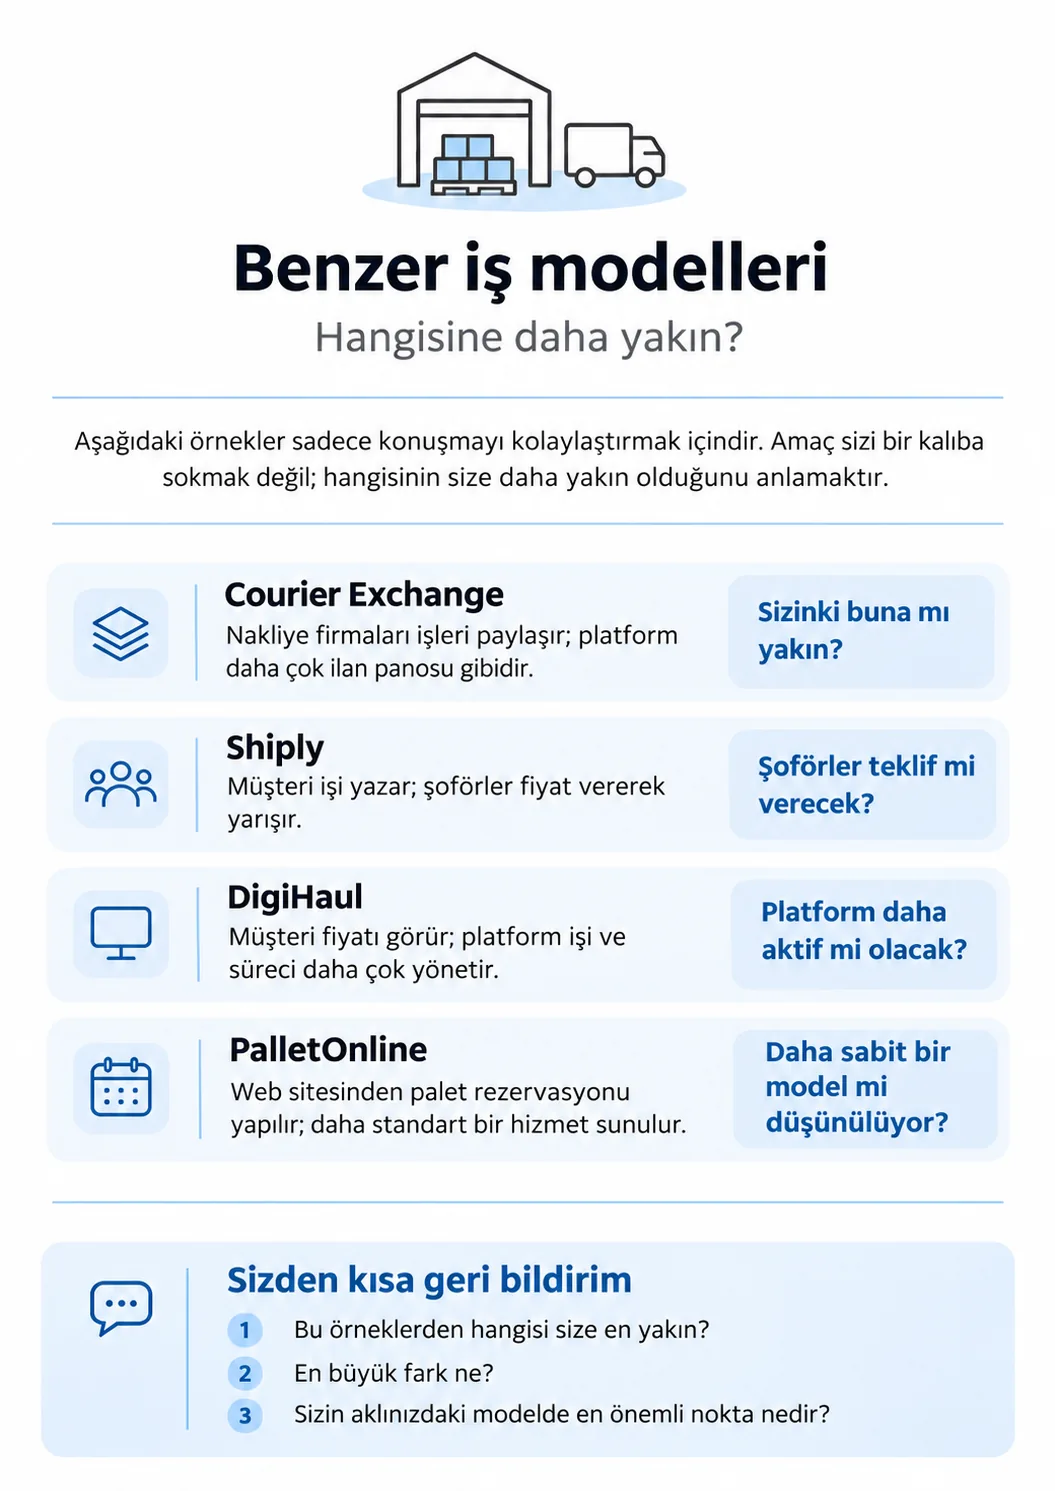 Benzer iş modelleri
Hangisine daha yakın?
Aşağıdaki örnekler sadece konuşmayı kolaylaştırmak içindir. Amaç sizi bir kalıba
sokmak değil; hangisinin size daha yakın olduğunu anlamaktır.
Courier Exchange
Nakliye firmaları işleri paylaşır; platform
daha çok ilan panosu gibidir.
Sizinki buna mı
yakın?
Shiply
Müşteri işi yazar; şoförler fiyat vererek
yarışır.
Şoförler teklif mi
verecek?
DigiHaul
Müşteri fiyatı görür; platform işi ve
süreci daha çok yönetir.
Platform daha
aktif mi olacak?
PalletOnline
Web sitesinden palet rezervasyonu
yapılır; daha standart bir hizmet sunulur.
Daha sabit bir
model mi
düşünülüyor?
Sizden kısa geri bildirim
1 Bu örneklerden hangisi size en yakın?
2 En büyük fark ne?
3 Sizin aklınızdaki modelde en önemli nokta nedir?